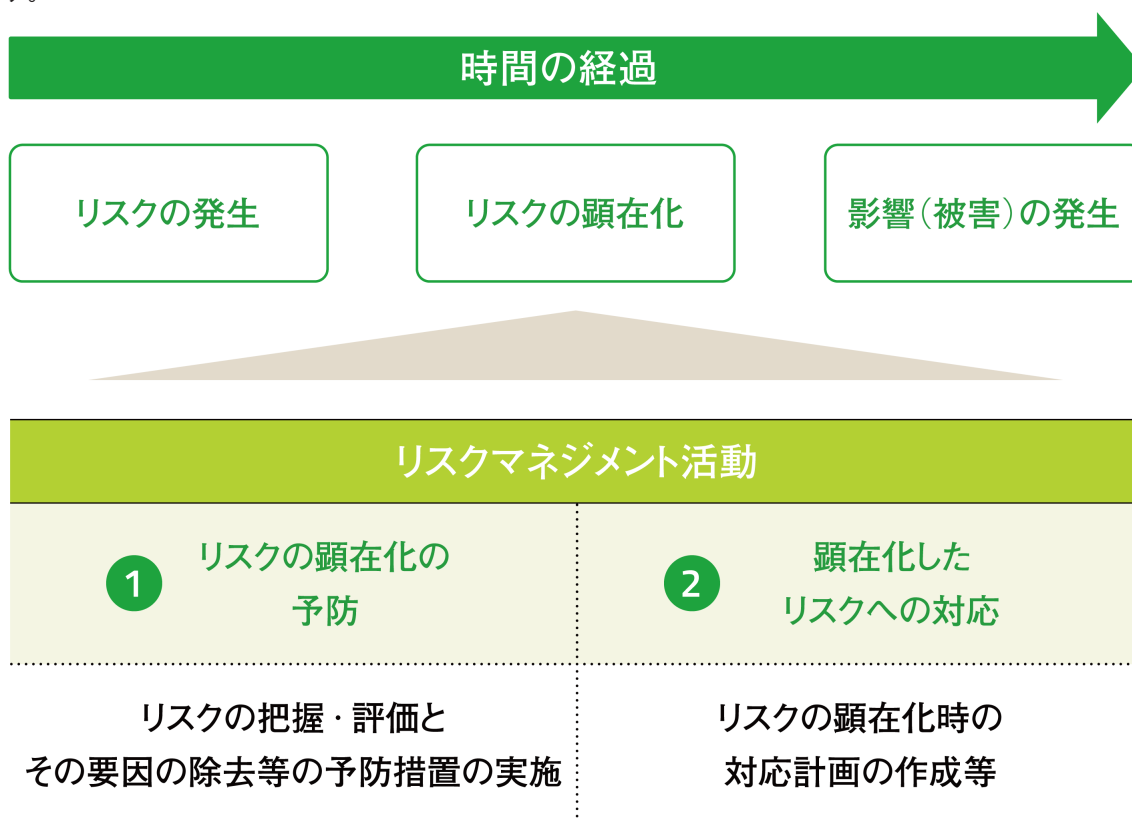 時間の経過
リスクの発生
リスクの顕在化
影響（被害）の発生
リスクマネジメント活動
1
リスクの顕在化の
予防
2
顕在化した
リスクへの対応
リスクの把握・評価と
その要因の除去等の予防措置の実施
リスクの顕在化時の
対応計画の作成等